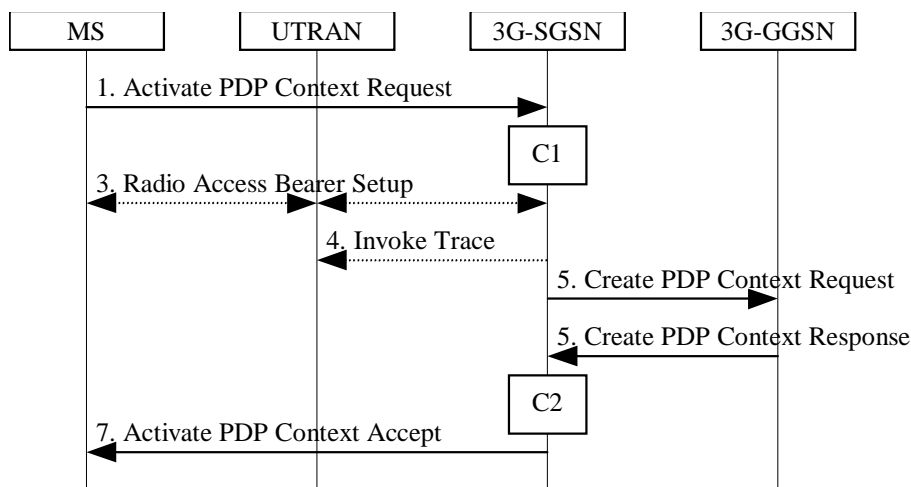 MS
UTRAN
3G-SGSN
3G-GGSN
1. Activate PDP Context Request
C1
3. Radio Access Bearer Setup
4. Invoke Trace
5. Create PDP Context Request
5. Create PDP Context Response
C2
7. Activate PDP Context Accept